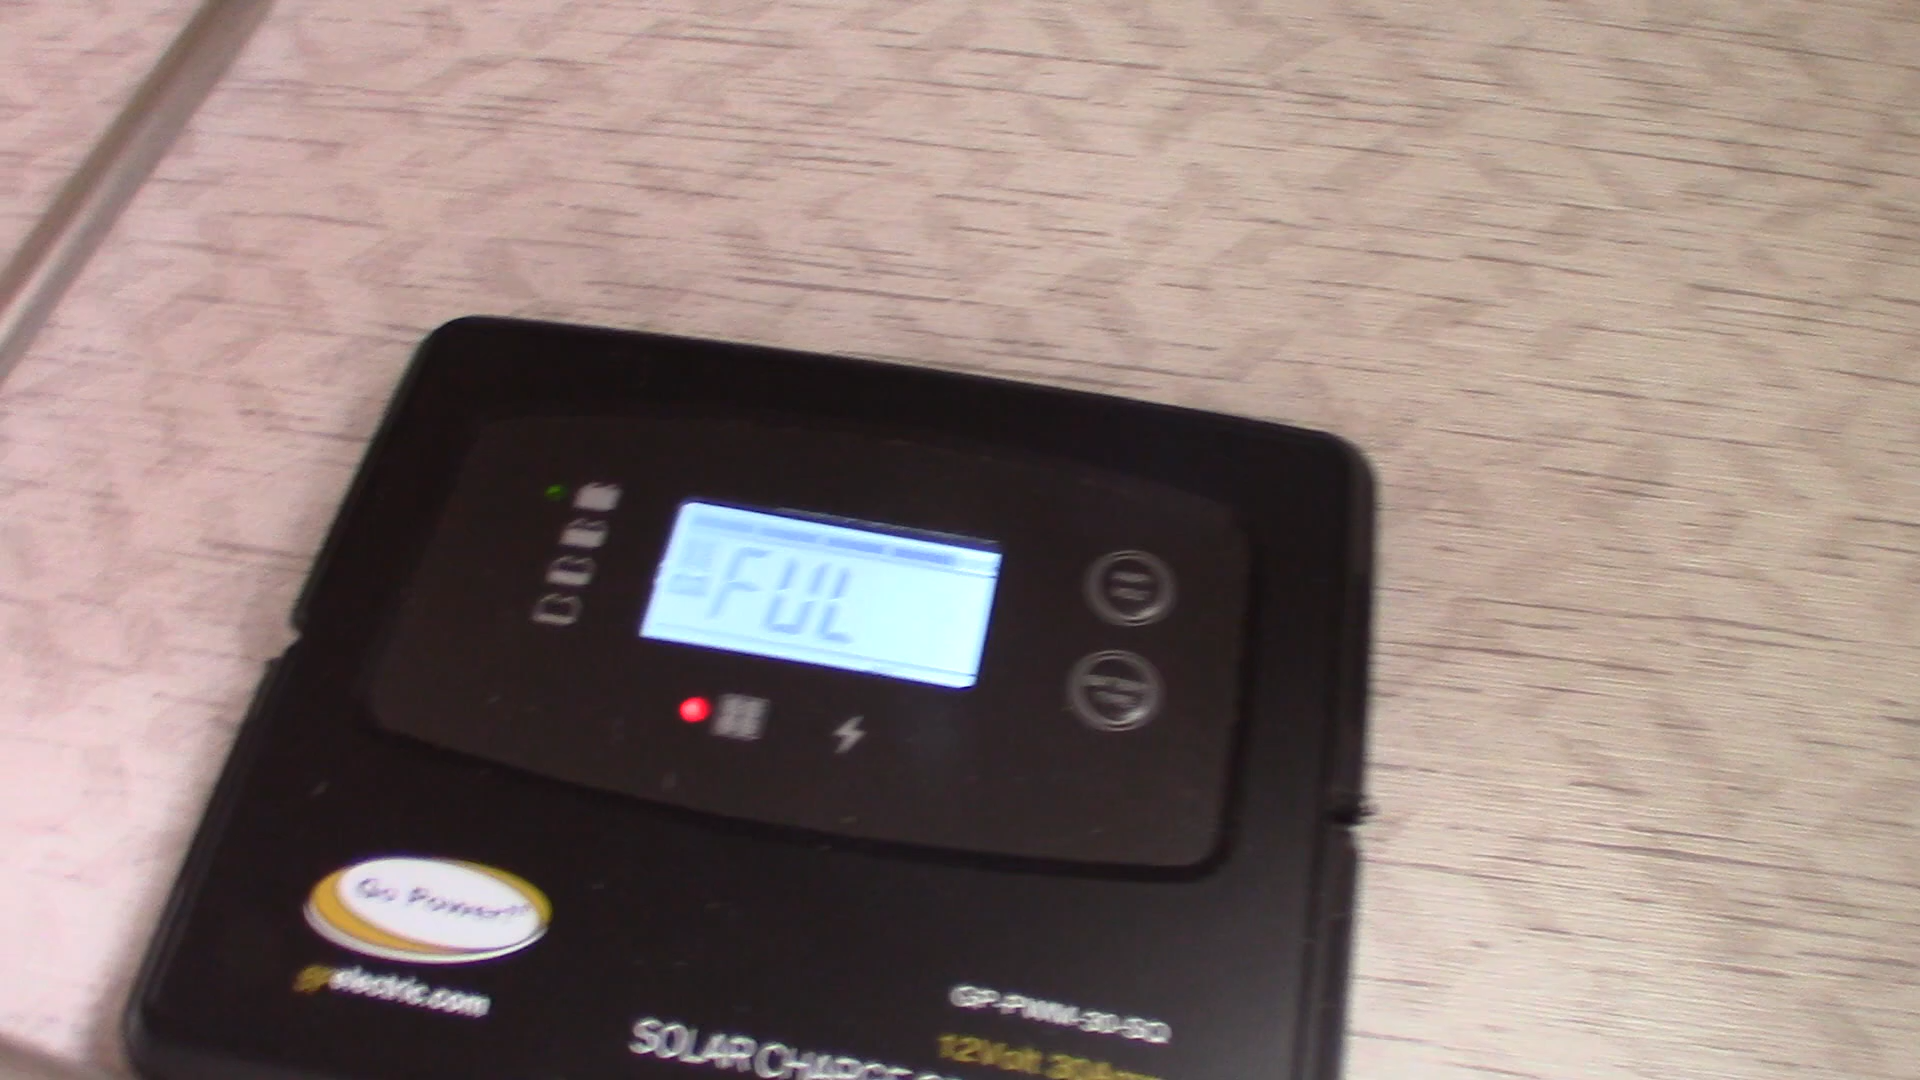 FUL
Go Power!
gpelectric.com
GP-PWM-30-SQ
SOLAR CHARGE
12Volt 30Amp